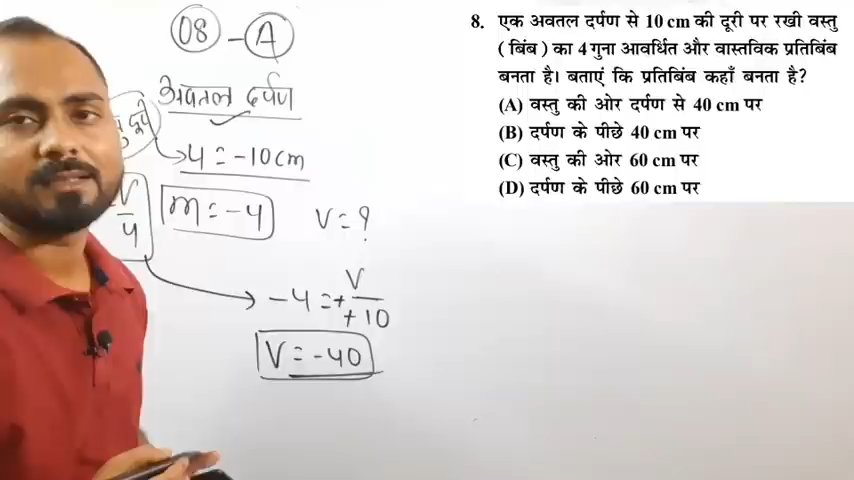 08 - A
अवतल दर्पण
u = -10cm
V/4
m = -4
V = ?
-4 = + V/+10
V = -40
8. एक अवतल दर्पण से 10 cm की दूरी पर रखी वस्तु
( बिंब ) का 4 गुना आवर्धित और वास्तविक प्रतिबिंब
बनता है। बताएं कि प्रतिबिंब कहाँ बनता है?
(A) वस्तु की ओर दर्पण से 40 cm पर
(B) दर्पण के पीछे 40 cm पर
(C) वस्तु की ओर 60 cm पर
(D) दर्पण के पीछे 60 cm पर